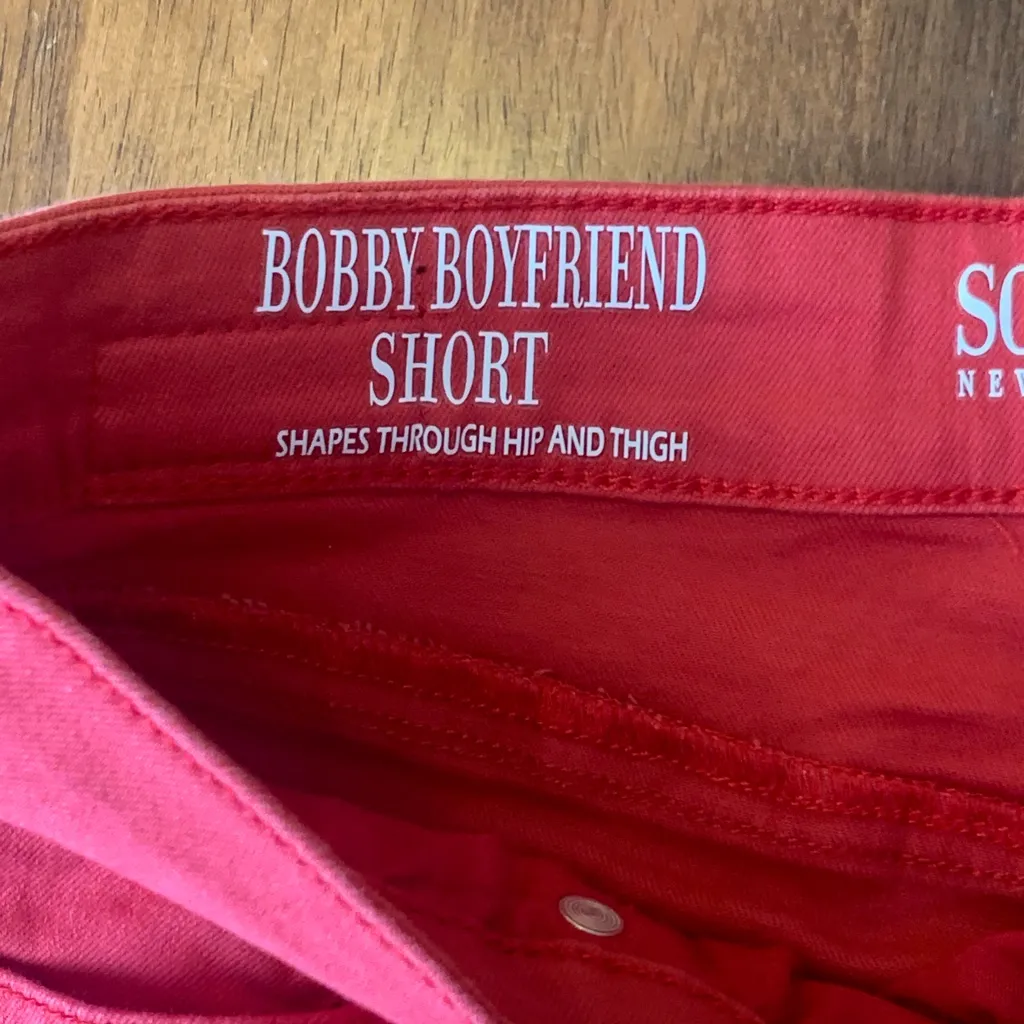 BOBBY BOYFRIEND
SHORT
SHAPES THROUGH HIP AND THIGH